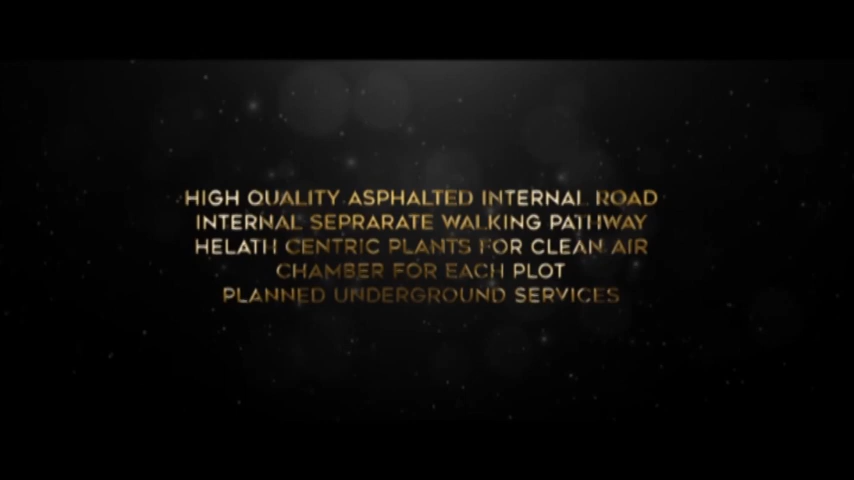 HIGH QUALITY ASPHALTED INTERNAL ROAD
INTERNAL SEPRARATE WALKING PATHWAY
HELATH CENTRIC PLANTS FOR CLEAN AIR
CHAMBER FOR EACH PLOT
PLANNED UNDERGROUND SERVICES